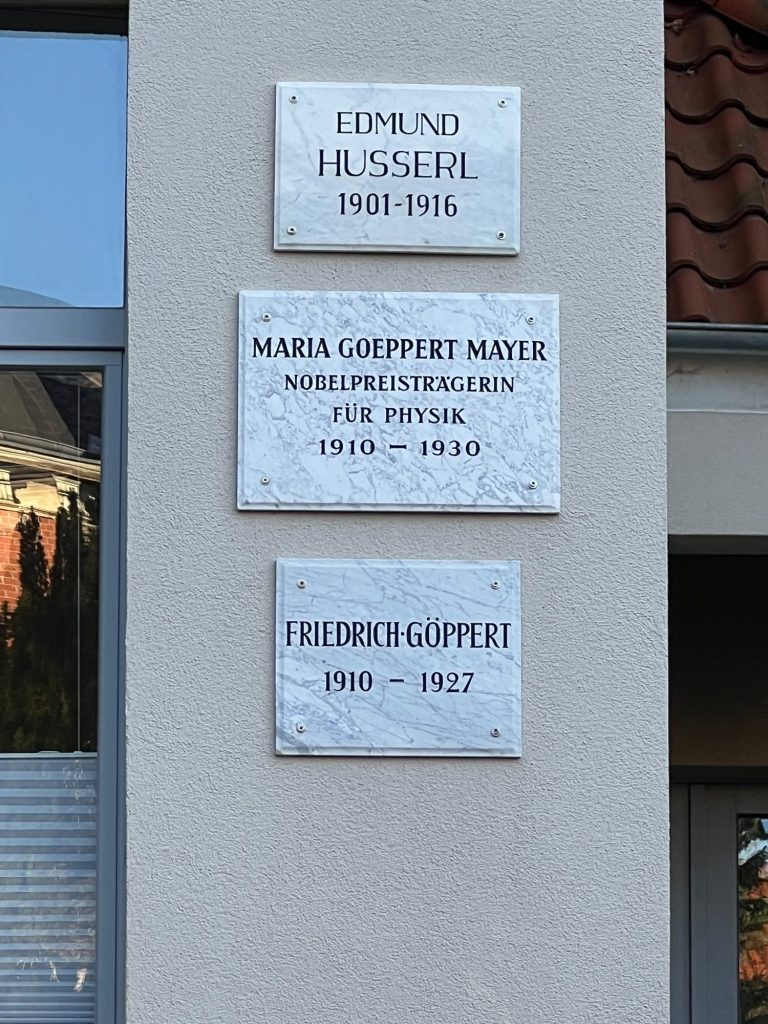 EDMUND
HUSSERL
1901-1916
MARIA GOEPPERT MAYER
NOBELPREISTRÄGERIN
FÜR PHYSIK
1910 – 1930
FRIEDRICH·GÖPPERT
1910 – 1927